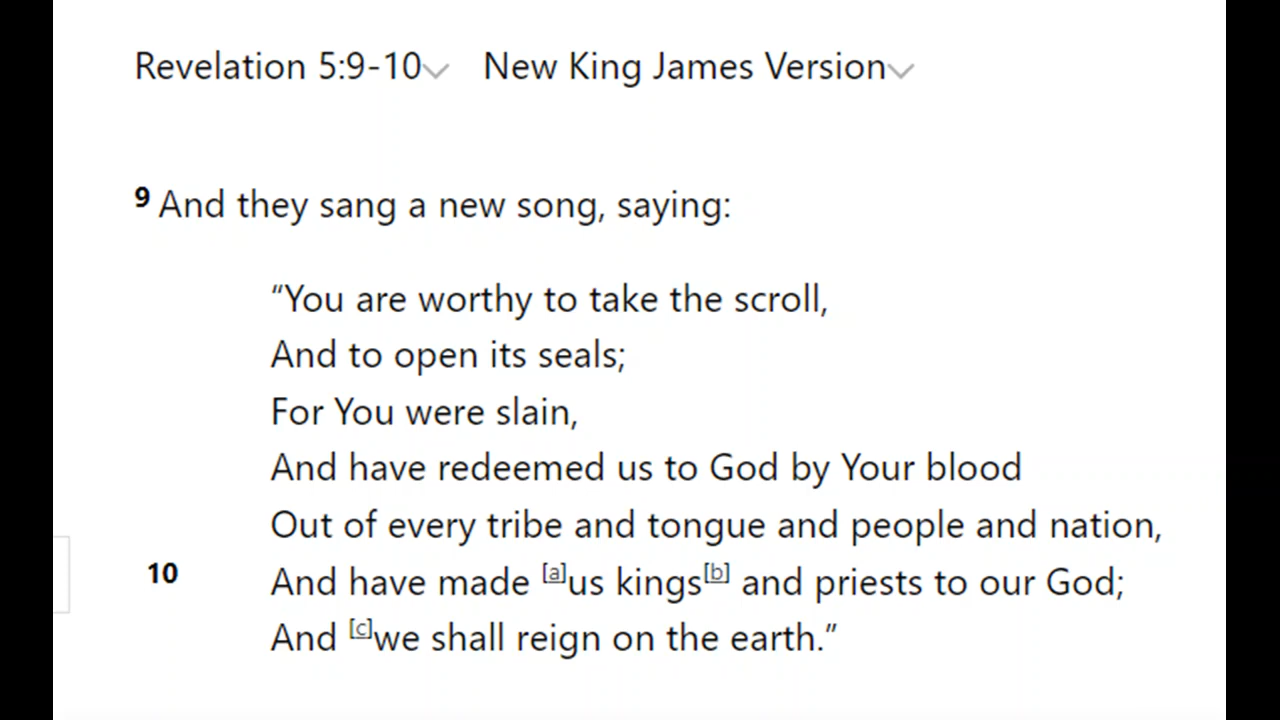 Revelation 5:9-10 New King James Version
9 And they sang a new song, saying:
“You are worthy to take the scroll,
And to open its seals;
For You were slain,
And have redeemed us to God by Your blood
Out of every tribe and tongue and people and nation,
10 And have made [a]us kings[b] and priests to our God;
And [c]we shall reign on the earth.”